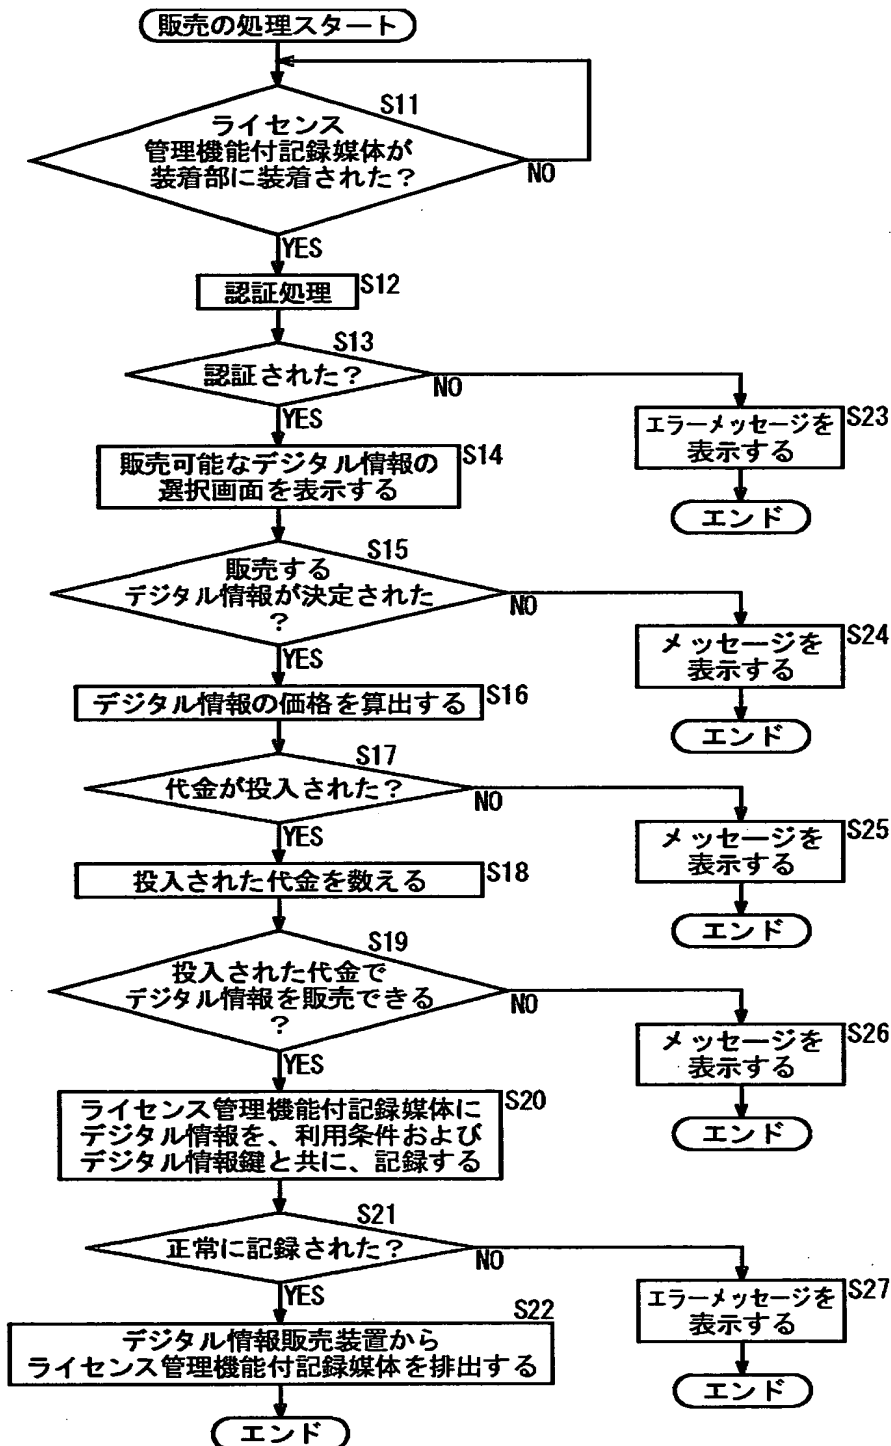 販売の処理スタート
S11
ライセンス
管理機能付記録媒体が
装着部に装着された?
NO
YES
認証処理
S12
S13
認証された?
NO
YES
エラーメッセージを
表示する
S23
エンド
販売可能なデジタル情報の
選択画面を表示する
S14
S15
販売する
デジタル情報が決定された
?
NO
YES
メッセージを
表示する
S24
エンド
デジタル情報の価格を算出する
S16
S17
代金が投入された?
NO
YES
メッセージを
表示する
S25
エンド
投入された代金を数える
S18
S19
投入された代金で
デジタル情報を販売できる
?
NO
YES
メッセージを
表示する
S26
エンド
ライセンス管理機能付記録媒体に
デジタル情報を、利用条件および
デジタル情報鍵と共に、記録する
S20
S21
正常に記録された?
NO
YES
エラーメッセージを
表示する
S27
エンド
S22
デジタル情報販売装置から
ライセンス管理機能付記録媒体を排出する
エンド